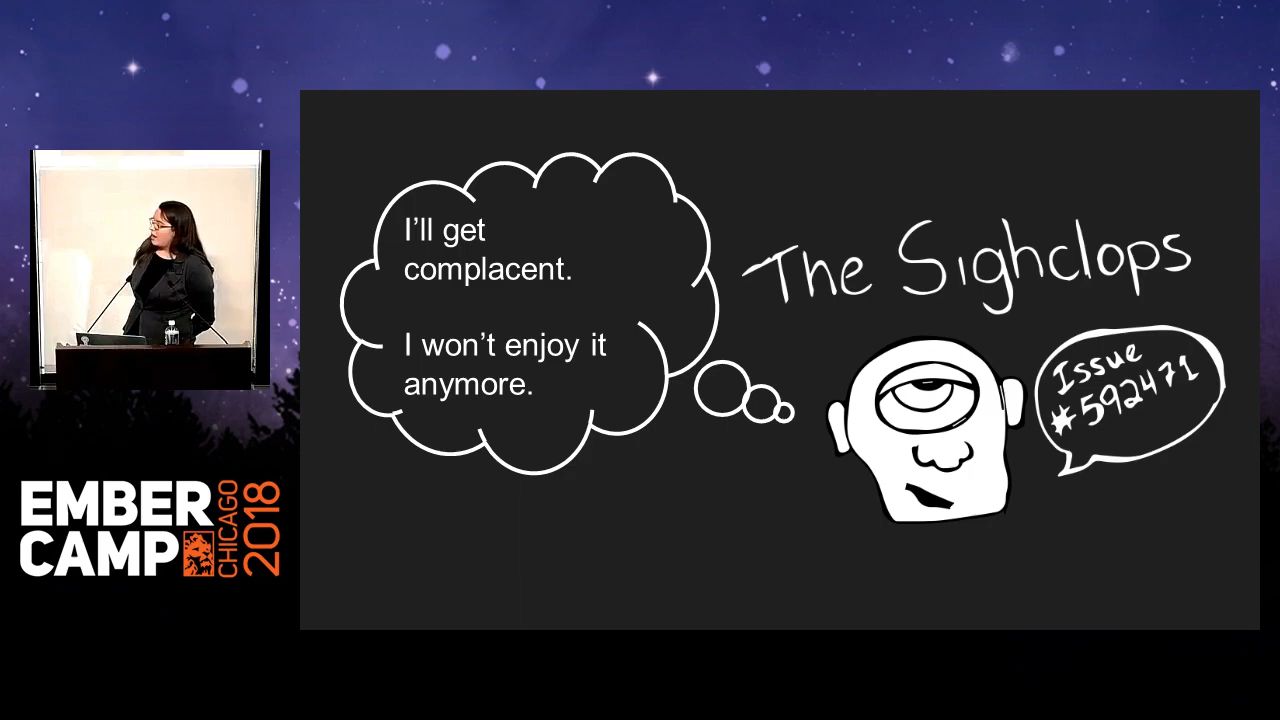 I'll get
complacent.
I won't enjoy it
anymore.
The Sighclops
Issue
#592471
EMBER
CAMP
CHICAGO
2018